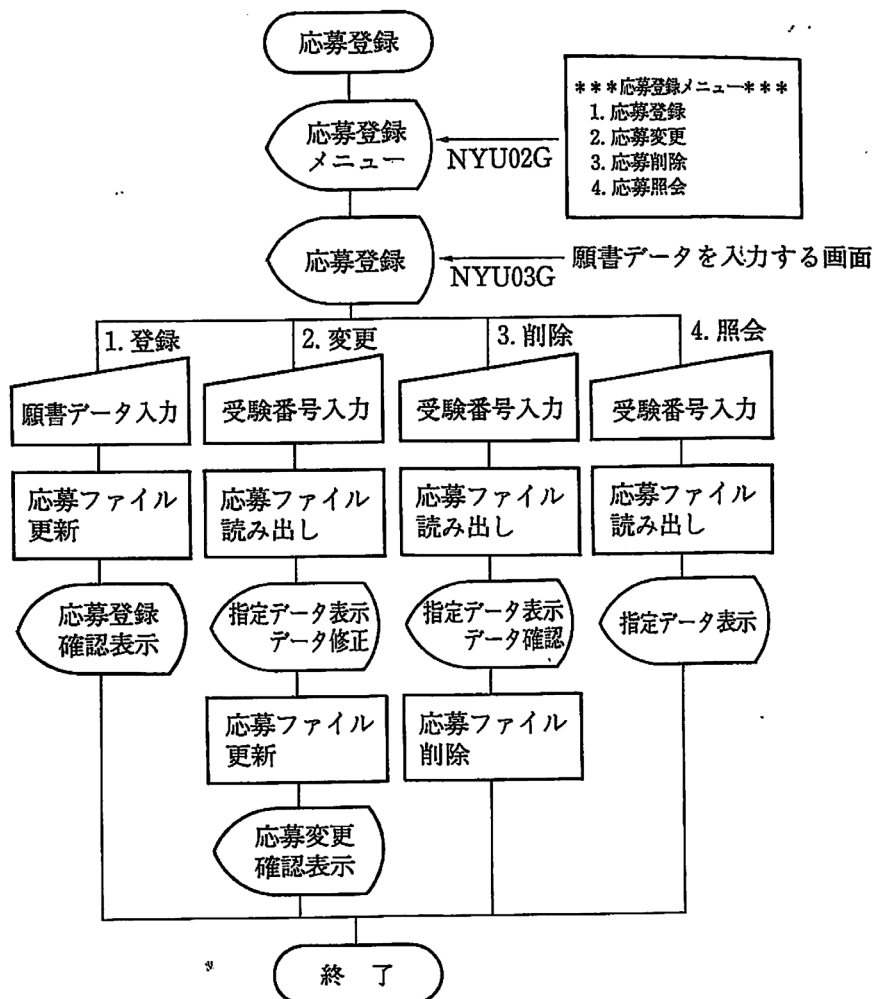 応募登録
***応募登録メニュー***
1. 応募登録
2. 応募変更
3. 応募削除
4. 応募照会
応募登録
メニュー
NYU02G
応募登録
NYU03G
願書データを入力する画面
1. 登録
2. 変更
3. 削除
4. 照会
願書データ入力
受験番号入力
受験番号入力
受験番号入力
応募ファイル
更新
応募ファイル
読み出し
応募ファイル
読み出し
応募ファイル
読み出し
応募登録
確認表示
指定データ表示
データ修正
指定データ表示
データ確認
指定データ表示
応募ファイル
更新
応募ファイル
削除
応募変更
確認表示
終 了